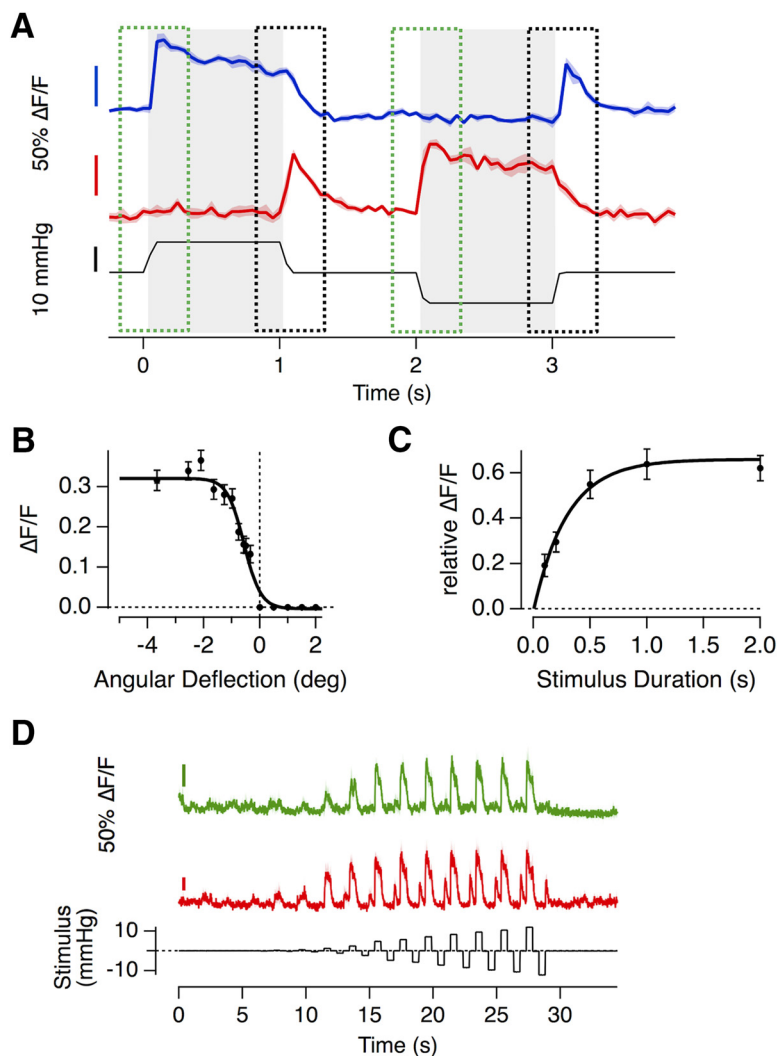 A
50% ΔF/F
10 mmHg
0 1 2 3
Time (s)
B
ΔF/F
0.3
0.2
0.1
0.0
-4 -2 0 2
Angular Deflection (deg)
C
relative ΔF/F
0.6
0.4
0.2
0.0
0.0 0.5 1.0 1.5 2.0
Stimulus Duration (s)
D
50% ΔF/F
Stimulus
(mmHg)
10
-10
0 5 10 15 20 25 30
Time (s)